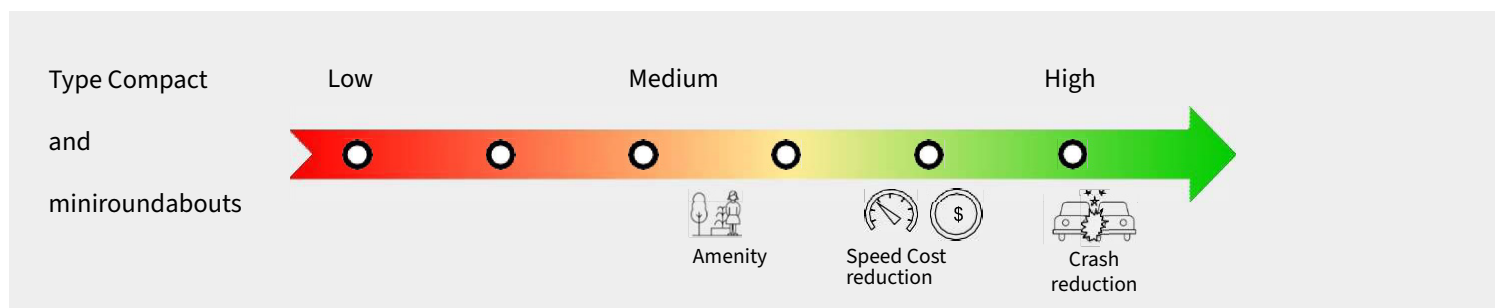 Type Compact
and
miniroundabouts
Low Medium High
$
Amenity
Speed Cost
reduction
Crash
reduction